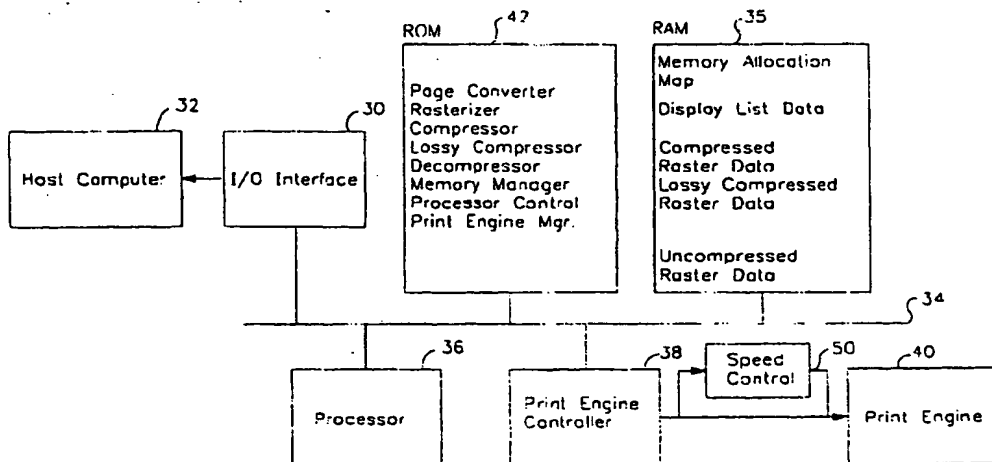 ROM
42
Page Converter
Rasterizer
Compressor
Lossy Compressor
Decompressor
Memory Manager
Processor Control
Print Engine Mgr.
RAM
35
Memory Allocation
Map
Display List Data
Compressed
Raster Data
Lossy Compressed
Raster Data
Uncompressed
Raster Data
32
Host Computer
30
I/O Interface
34
36
Processor
38
Print Engine
Controller
Speed
Control
50
40
Print Engine